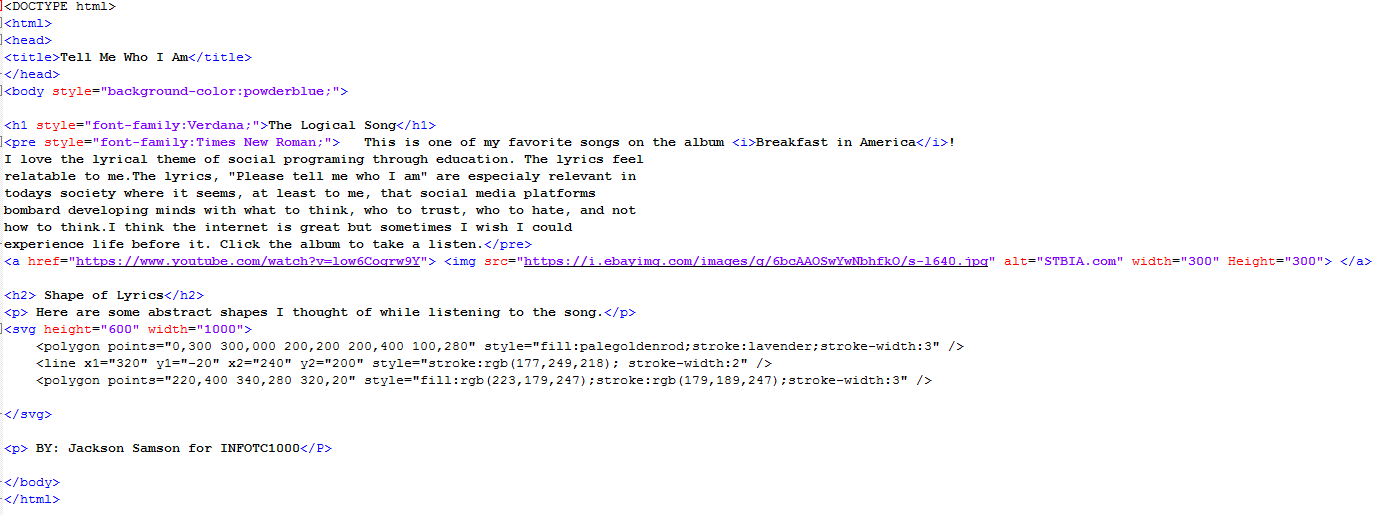 <DOCTYPE html>
<html>
<head>
<title>Tell Me Who I Am</title>
</head>
<body style="background-color:powderblue;">
<h1 style="font-family:Verdana;">The Logical Song</h1>
<pre style="font-family:Times New Roman;">   This is one of my favorite songs on the album <i>Breakfast in America</i>!
I love the lyrical theme of social programing through education. The lyrics feel
relatable to me.The lyrics, "Please tell me who I am" are especialy relevant in
todays society where it seems, at least to me, that social media platforms
bombard developing minds with what to think, who to trust, who to hate, and not
how to think.I think the internet is great but sometimes I wish I could
experience life before it. Click the album to take a listen.</pre>
<a href="https://www.youtube.com/watch?v=low6Coqrw9Y"> <img src="https://i.ebayimg.com/images/g/6bcAAOSwYwNbhfkO/s-l640.jpg" alt="STBIA.com" width="300" Height="300"> </a>
<h2> Shape of Lyrics</h2>
<p> Here are some abstract shapes I thought of while listening to the song.</p>
<svg height="600" width="1000">
    <polygon points="0,300 300,000 200,200 200,400 100,280" style="fill:palegoldenrod;stroke:lavender;stroke-width:3" />
    <line x1="320" y1="-20" x2="240" y2="200" style="stroke:rgb(177,249,218); stroke-width:2" />
    <polygon points="220,400 340,280 320,20" style="fill:rgb(223,179,247);stroke:rgb(179,189,247);stroke-width:3" />
</svg>
<p> BY: Jackson Samson for INFOTC1000</P>
</body>
</html>